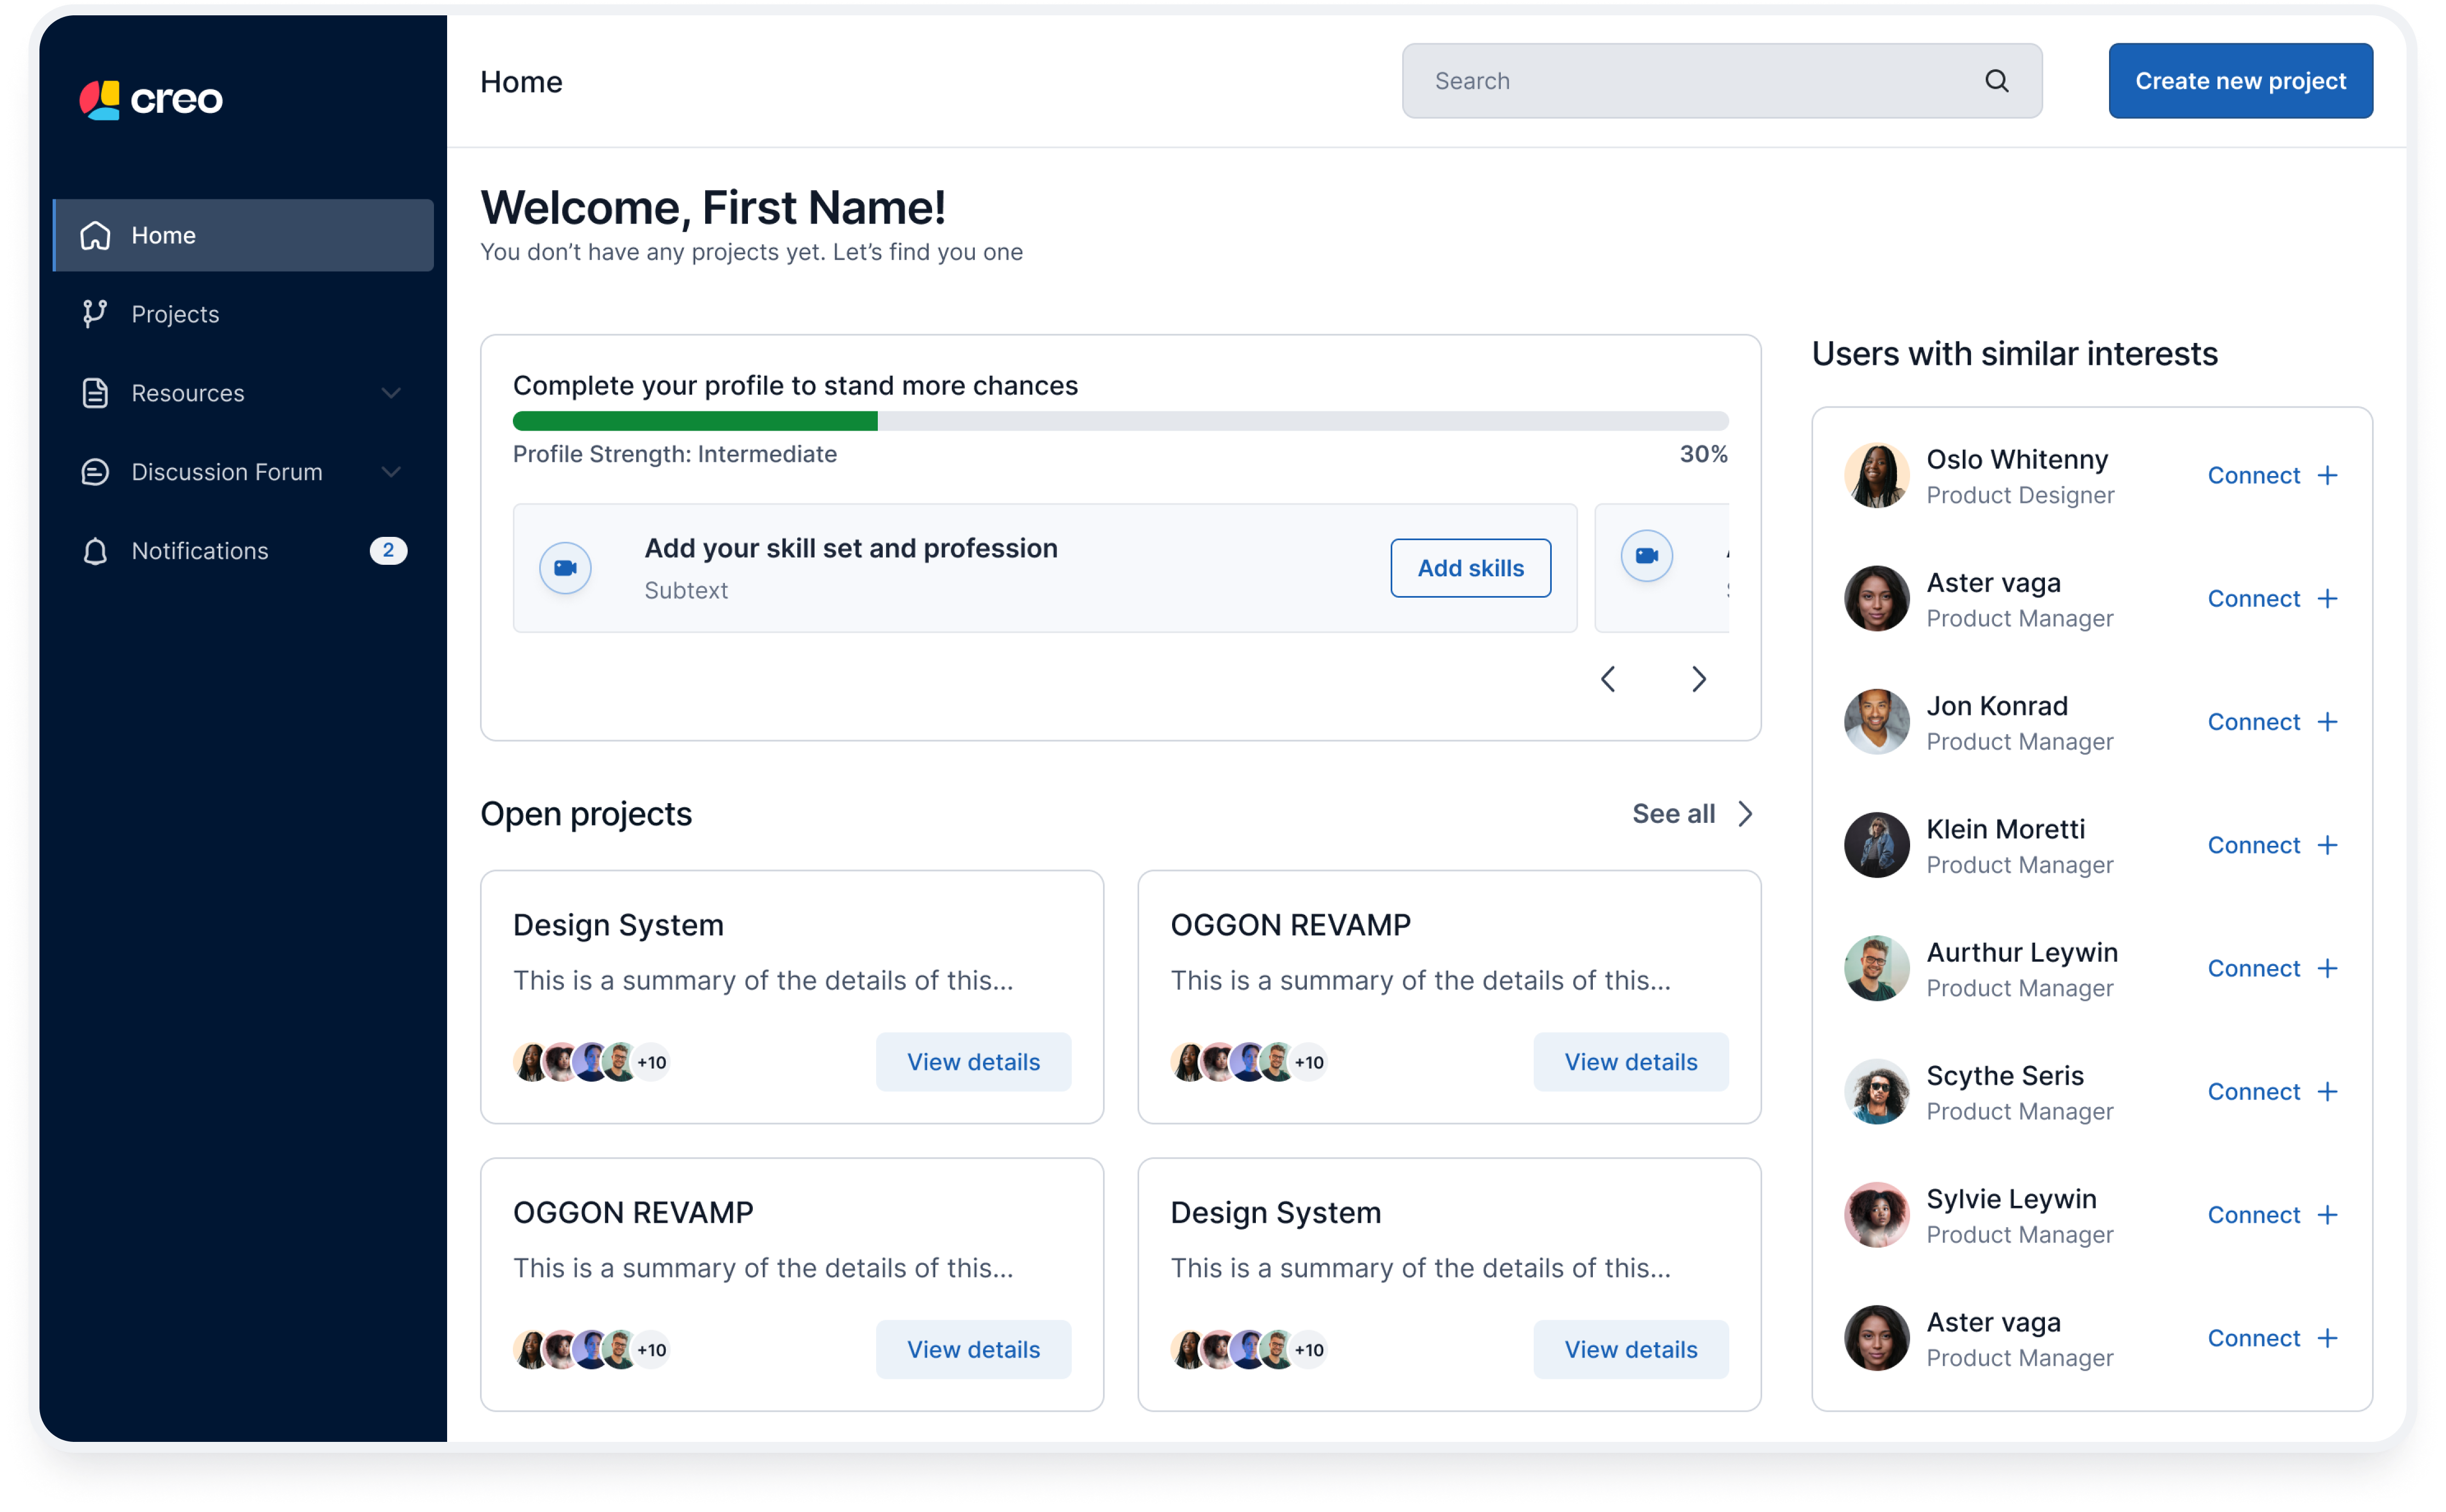 creo
Home
Projects
Resources
Discussion Forum
Notifications
2
Home
Search
Create new project
Welcome, First Name!
You don’t have any projects yet. Let’s find you one
Complete your profile to stand more chances
Profile Strength: Intermediate
30%
Add your skill set and profession
Subtext
Add skills
Open projects
See all
Design System
This is a summary of the details of this...
+10
View details
OGGON REVAMP
This is a summary of the details of this...
+10
View details
OGGON REVAMP
This is a summary of the details of this...
+10
View details
Design System
This is a summary of the details of this...
+10
View details
Users with similar interests
Oslo Whitenny
Product Designer
Connect
Aster vaga
Product Manager
Connect
Jon Konrad
Product Manager
Connect
Klein Moretti
Product Manager
Connect
Aurthur Leywin
Product Manager
Connect
Scythe Seris
Product Manager
Connect
Sylvie Leywin
Product Manager
Connect
Aster vaga
Product Manager
Connect